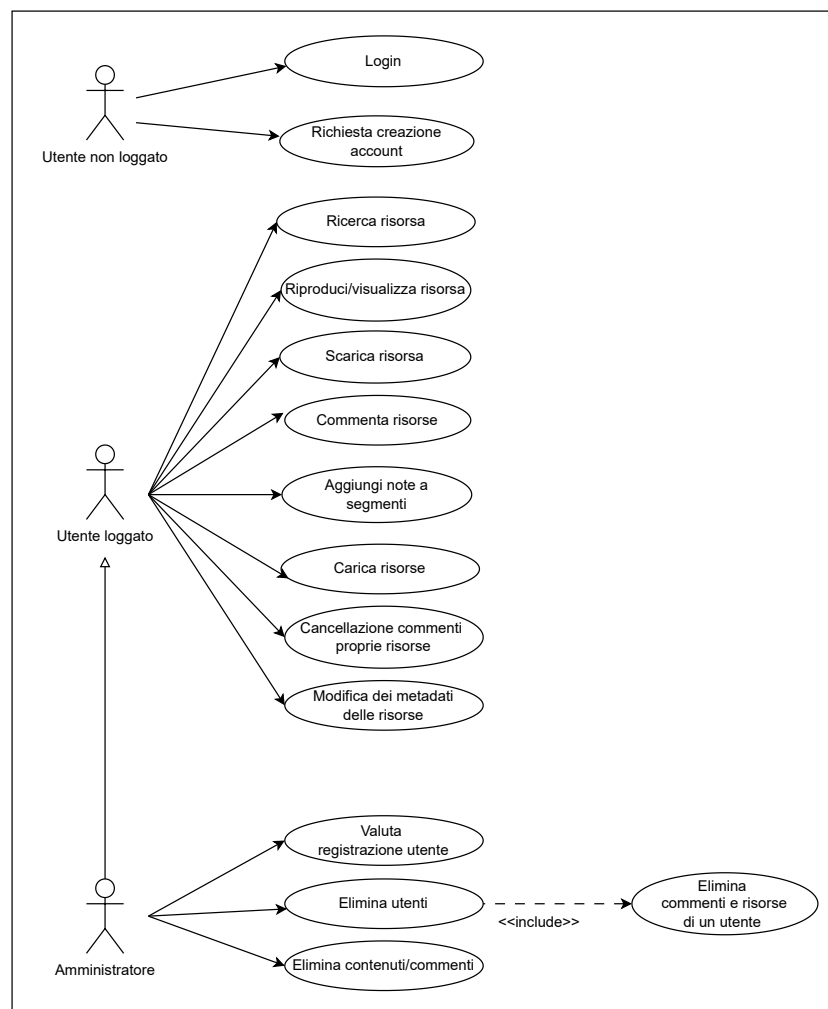 Login
Utente non loggato
Richiesta creazione
account
Ricerca risorsa
Riproduci/visualizza risorsa
Scarica risorsa
Commenta risorse
Aggiungi note a
segmenti
Utente loggato
Carica risorse
Cancellazione commenti
proprie risorse
Modifica dei metadati
delle risorse
Valuta
registrazione utente
Elimina utenti
<<include>>
Elimina
commenti e risorse
di un utente
Amministratore
Elimina contenuti/commenti